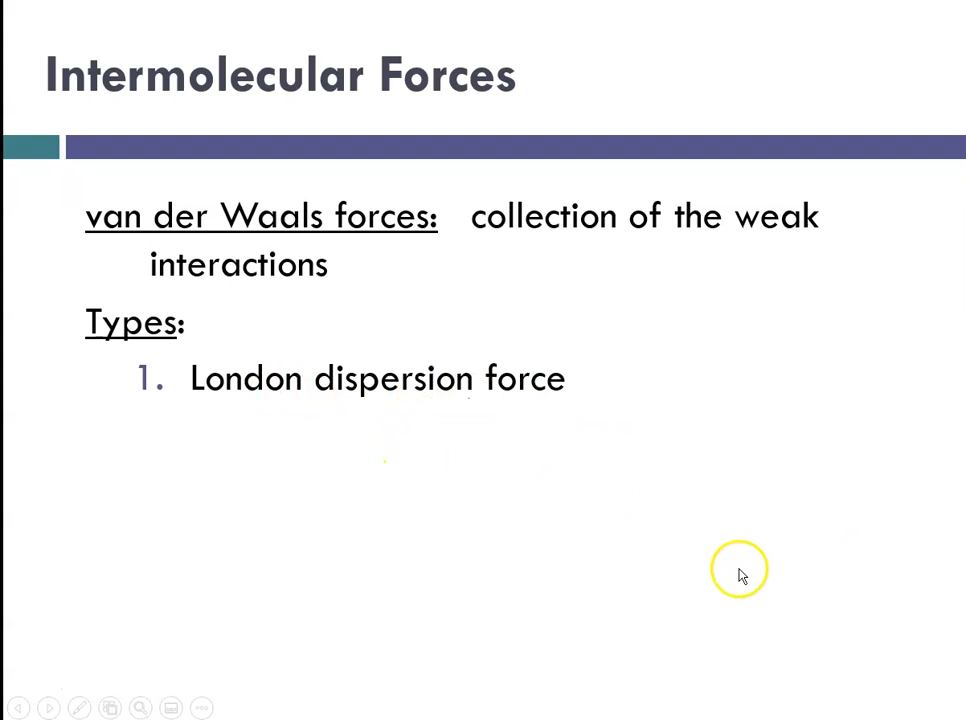 Intermolecular Forces
van der Waals forces: collection of the weak
interactions
Types:
1. London dispersion force